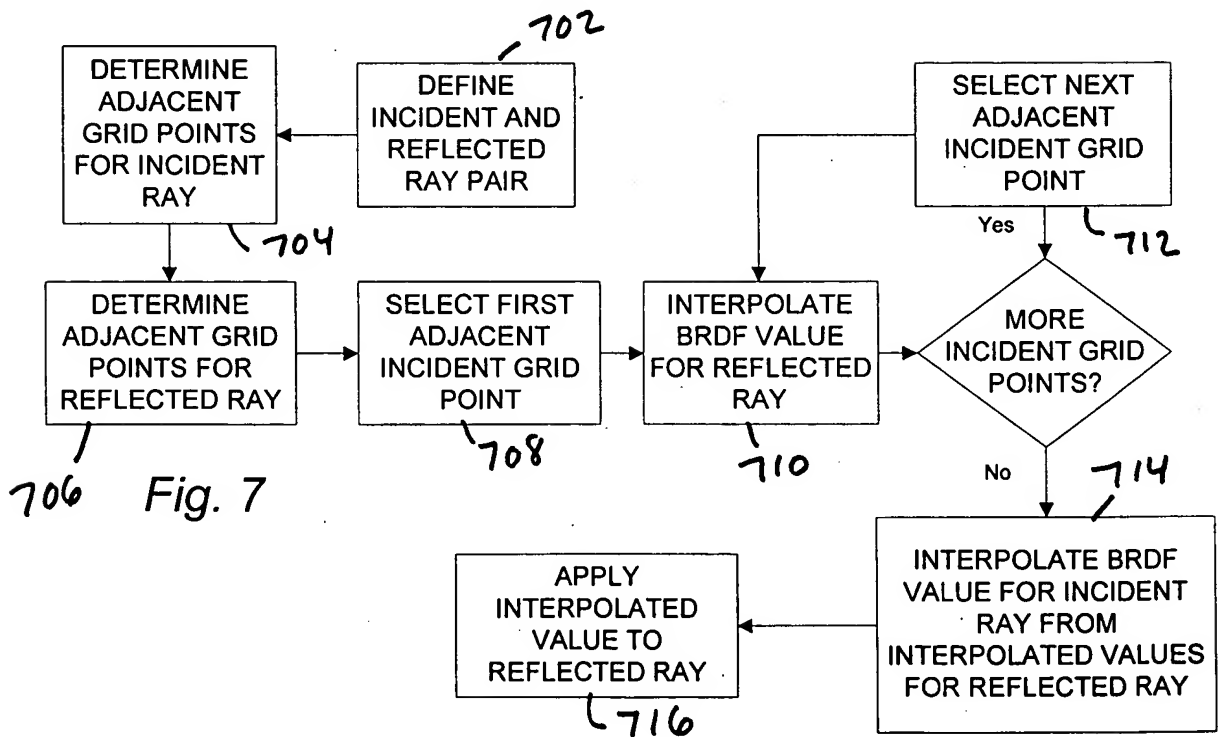 702
DEFINE
INCIDENT AND
REFLECTED
RAY PAIR
DETERMINE
ADJACENT
GRID POINTS
FOR INCIDENT
RAY
704
DETERMINE
ADJACENT GRID
POINTS FOR
REFLECTED RAY
706
SELECT FIRST
ADJACENT
INCIDENT GRID
POINT
708
INTERPOLATE
BRDF VALUE
FOR REFLECTED
RAY
710
SELECT NEXT
ADJACENT
INCIDENT GRID
POINT
712
Yes
MORE
INCIDENT GRID
POINTS?
No
714
INTERPOLATE BRDF
VALUE FOR INCIDENT
RAY FROM
INTERPOLATED VALUES
FOR REFLECTED RAY
APPLY
INTERPOLATED
VALUE TO
REFLECTED RAY
716
Fig. 7